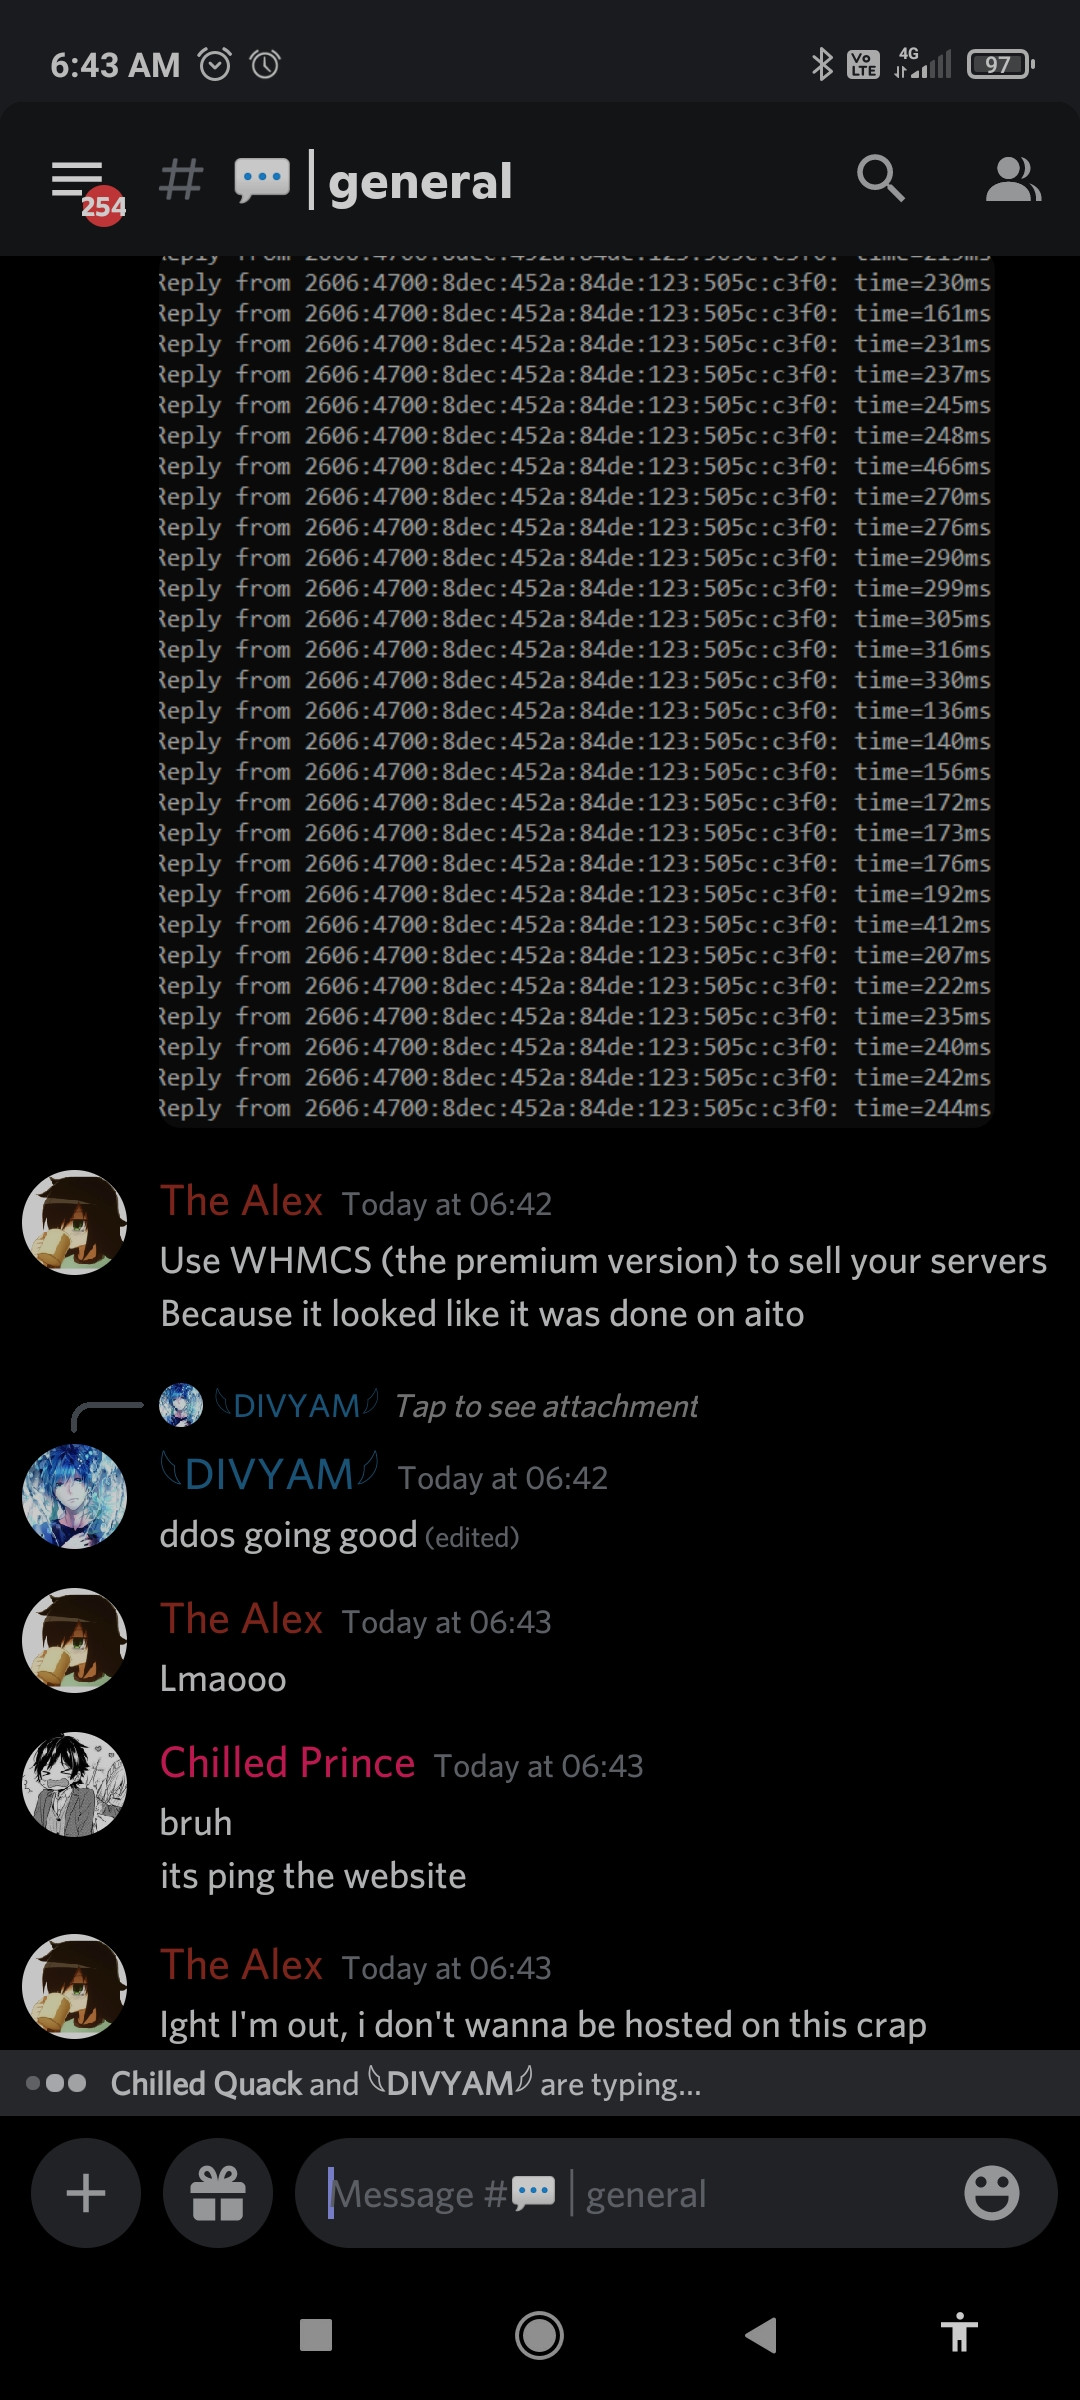 6:43 AM
Vo LTE 4G 97
254
# 💬 | general
Reply from 2606:4700:8dec:452a:84de:123:505c:c3f0: time=219ms
Reply from 2606:4700:8dec:452a:84de:123:505c:c3f0: time=230ms
Reply from 2606:4700:8dec:452a:84de:123:505c:c3f0: time=161ms
Reply from 2606:4700:8dec:452a:84de:123:505c:c3f0: time=231ms
Reply from 2606:4700:8dec:452a:84de:123:505c:c3f0: time=237ms
Reply from 2606:4700:8dec:452a:84de:123:505c:c3f0: time=245ms
Reply from 2606:4700:8dec:452a:84de:123:505c:c3f0: time=248ms
Reply from 2606:4700:8dec:452a:84de:123:505c:c3f0: time=466ms
Reply from 2606:4700:8dec:452a:84de:123:505c:c3f0: time=270ms
Reply from 2606:4700:8dec:452a:84de:123:505c:c3f0: time=276ms
Reply from 2606:4700:8dec:452a:84de:123:505c:c3f0: time=290ms
Reply from 2606:4700:8dec:452a:84de:123:505c:c3f0: time=299ms
Reply from 2606:4700:8dec:452a:84de:123:505c:c3f0: time=305ms
Reply from 2606:4700:8dec:452a:84de:123:505c:c3f0: time=316ms
Reply from 2606:4700:8dec:452a:84de:123:505c:c3f0: time=330ms
Reply from 2606:4700:8dec:452a:84de:123:505c:c3f0: time=136ms
Reply from 2606:4700:8dec:452a:84de:123:505c:c3f0: time=140ms
Reply from 2606:4700:8dec:452a:84de:123:505c:c3f0: time=156ms
Reply from 2606:4700:8dec:452a:84de:123:505c:c3f0: time=172ms
Reply from 2606:4700:8dec:452a:84de:123:505c:c3f0: time=173ms
Reply from 2606:4700:8dec:452a:84de:123:505c:c3f0: time=176ms
Reply from 2606:4700:8dec:452a:84de:123:505c:c3f0: time=192ms
Reply from 2606:4700:8dec:452a:84de:123:505c:c3f0: time=412ms
Reply from 2606:4700:8dec:452a:84de:123:505c:c3f0: time=207ms
Reply from 2606:4700:8dec:452a:84de:123:505c:c3f0: time=222ms
Reply from 2606:4700:8dec:452a:84de:123:505c:c3f0: time=235ms
Reply from 2606:4700:8dec:452a:84de:123:505c:c3f0: time=240ms
Reply from 2606:4700:8dec:452a:84de:123:505c:c3f0: time=242ms
Reply from 2606:4700:8dec:452a:84de:123:505c:c3f0: time=244ms
The Alex Today at 06:42
Use WHMCS (the premium version) to sell your servers
Because it looked like it was done on aito
DIVYAM Tap to see attachment
DIVYAM Today at 06:42
ddos going good (edited)
The Alex Today at 06:43
Lmaooo
Chilled Prince Today at 06:43
bruh
its ping the website
The Alex Today at 06:43
Ight I'm out, i don't wanna be hosted on this crap
Chilled Quack and DIVYAM are typing...
Message #💬 | general